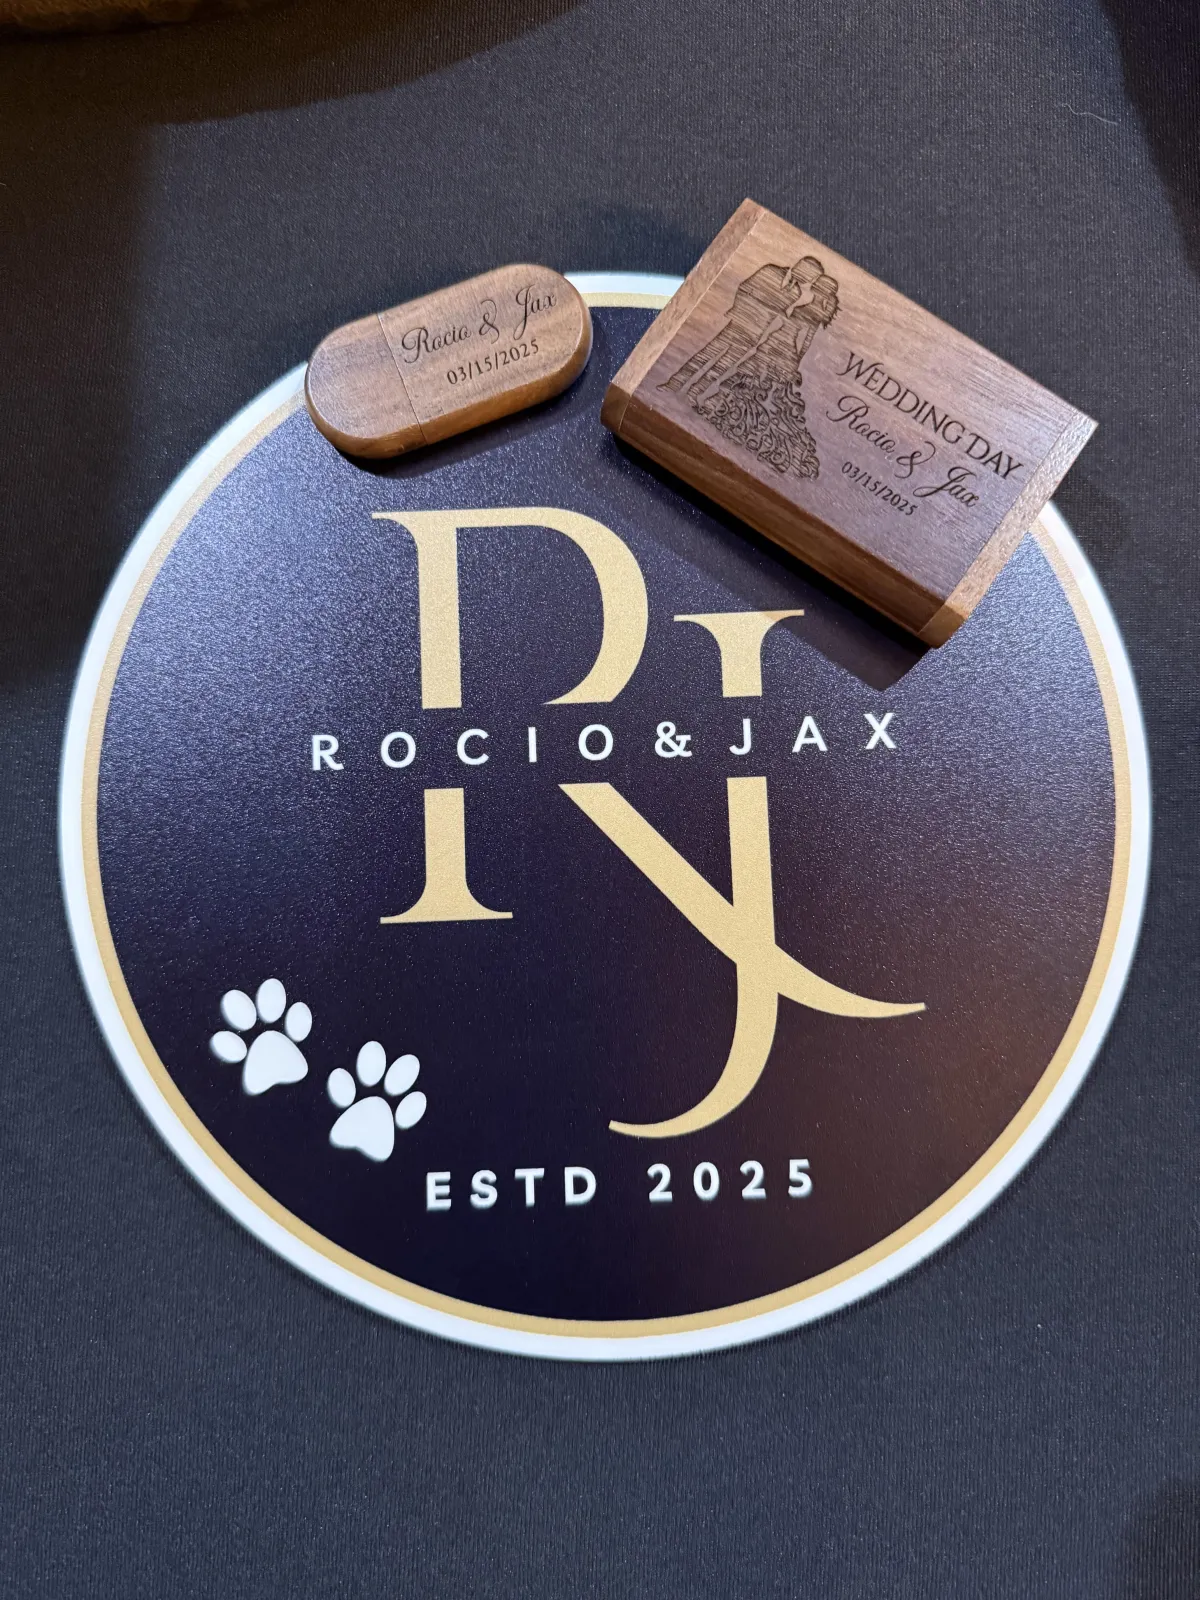 Rocio & Jax
03/15/2025
WEDDING DAY
Rocio & Jax
03/15/2025
RJ
ROCIO&JAX
ESTD 2025